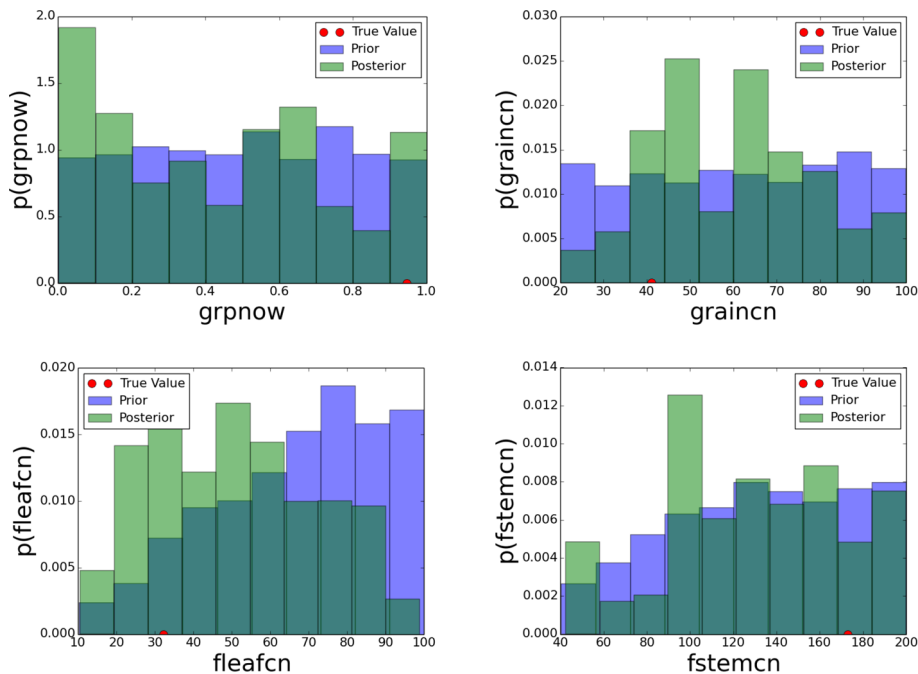 2.0
1.5
1.0
0.5
0.0
p(grpnow)
True Value
Prior
Posterior
0.0 0.2 0.4 0.6 0.8 1.0
grpnow
0.030
0.025
0.020
0.015
0.010
0.005
0.000
p(graincn)
True Value
Prior
Posterior
20 30 40 50 60 70 80 90 100
graincn
0.020
0.015
0.010
0.005
0.000
p(fleafcn)
True Value
Prior
Posterior
10 20 30 40 50 60 70 80 90 100
fleafcn
0.014
0.012
0.010
0.008
0.006
0.004
0.002
0.000
p(fstemcn)
True Value
Prior
Posterior
40 60 80 100 120 140 160 180 200
fstemcn